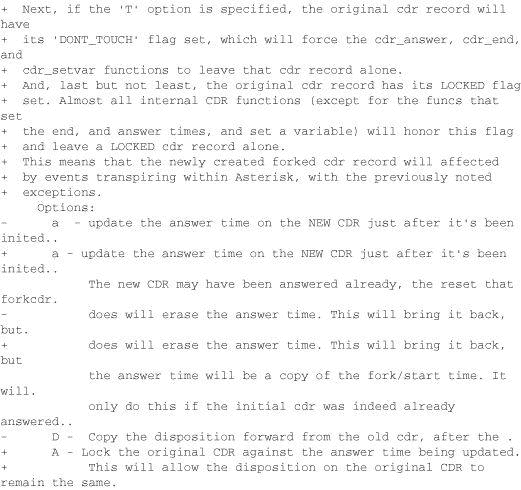 +  Next, if the 'T' option is specified, the original cdr record will
have
+  its 'DONT_TOUCH' flag set, which will force the cdr_answer, cdr_end,
and
+  cdr_setvar functions to leave that cdr record alone.
+  And, last but not least, the original cdr record has its LOCKED flag
+  set. Almost all internal CDR functions (except for the funcs that
set
+  the end, and answer times, and set a variable) will honor this flag
+  and leave a LOCKED cdr record alone.
+  This means that the newly created forked cdr record will affected
+  by events transpiring within Asterisk, with the previously noted
+  exceptions.
Options:
-      a  - update the answer time on the NEW CDR just after it's been
inited..
+      a - update the answer time on the NEW CDR just after it's been
inited..
The new CDR may have been answered already, the reset that
forkcdr.
-          does will erase the answer time. This will bring it back,
but.
+          does will erase the answer time. This will bring it back,
but
the answer time will be a copy of the fork/start time. It
will.
only do this if the initial cdr was indeed already
answered..
-      D -  Copy the disposition forward from the old cdr, after the .
+      A - Lock the original CDR against the answer time being updated.
+          This will allow the disposition on the original CDR to
remain the same.